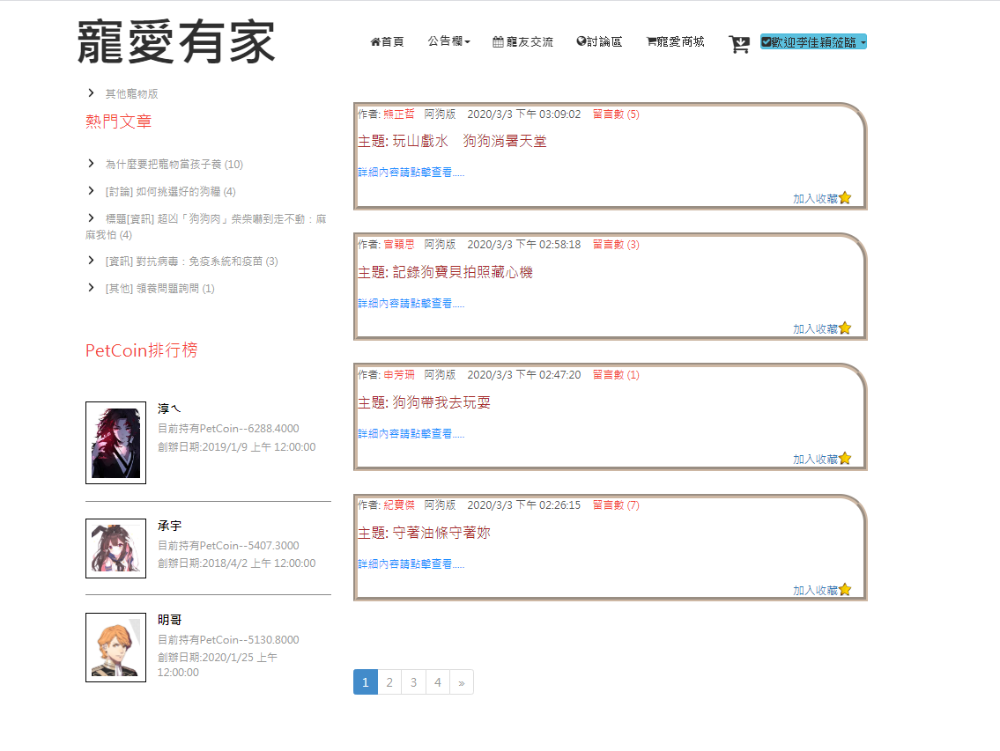 寵愛有家
首頁 公告欄 寵友交流 討論區 寵愛商城 歡迎李佳穎蒞臨
其他寵物版
熱門文章
為什麼要把寵物當孩子養 (10)
[討論] 如何挑選好的狗糧 (4)
標題[資訊] 超凶「狗狗肉」柴柴嚇到走不動：麻
麻我怕 (4)
[資訊] 對抗病毒：免疫系統和疫苗 (3)
[其他] 領養問題詢問 (1)
PetCoin排行榜
淳ㄟ
目前持有PetCoin--6288.4000
創辦日期:2019/1/9 上午 12:00:00
承宇
目前持有PetCoin--5407.3000
創辦日期:2018/4/2 上午 12:00:00
明哥
目前持有PetCoin--5130.8000
創辦日期:2020/1/25 上午
12:00:00
作者: 熊正哲 阿狗版 2020/3/3 下午 03:09:02 留言數 (5)
主題: 玩山戲水　狗狗消暑天堂
詳細內容請點擊查看.....
加入收藏
作者: 官穎思 阿狗版 2020/3/3 下午 02:58:18 留言數 (3)
主題: 記錄狗寶貝拍照藏心機
詳細內容請點擊查看.....
加入收藏
作者: 申芳珊 阿狗版 2020/3/3 下午 02:47:20 留言數 (1)
主題: 狗狗帶我去玩耍
詳細內容請點擊查看.....
加入收藏
作者: 紀寶傑 阿狗版 2020/3/3 下午 02:26:15 留言數 (7)
主題: 守著油條守著妳
詳細內容請點擊查看.....
加入收藏
1 2 3 4 »